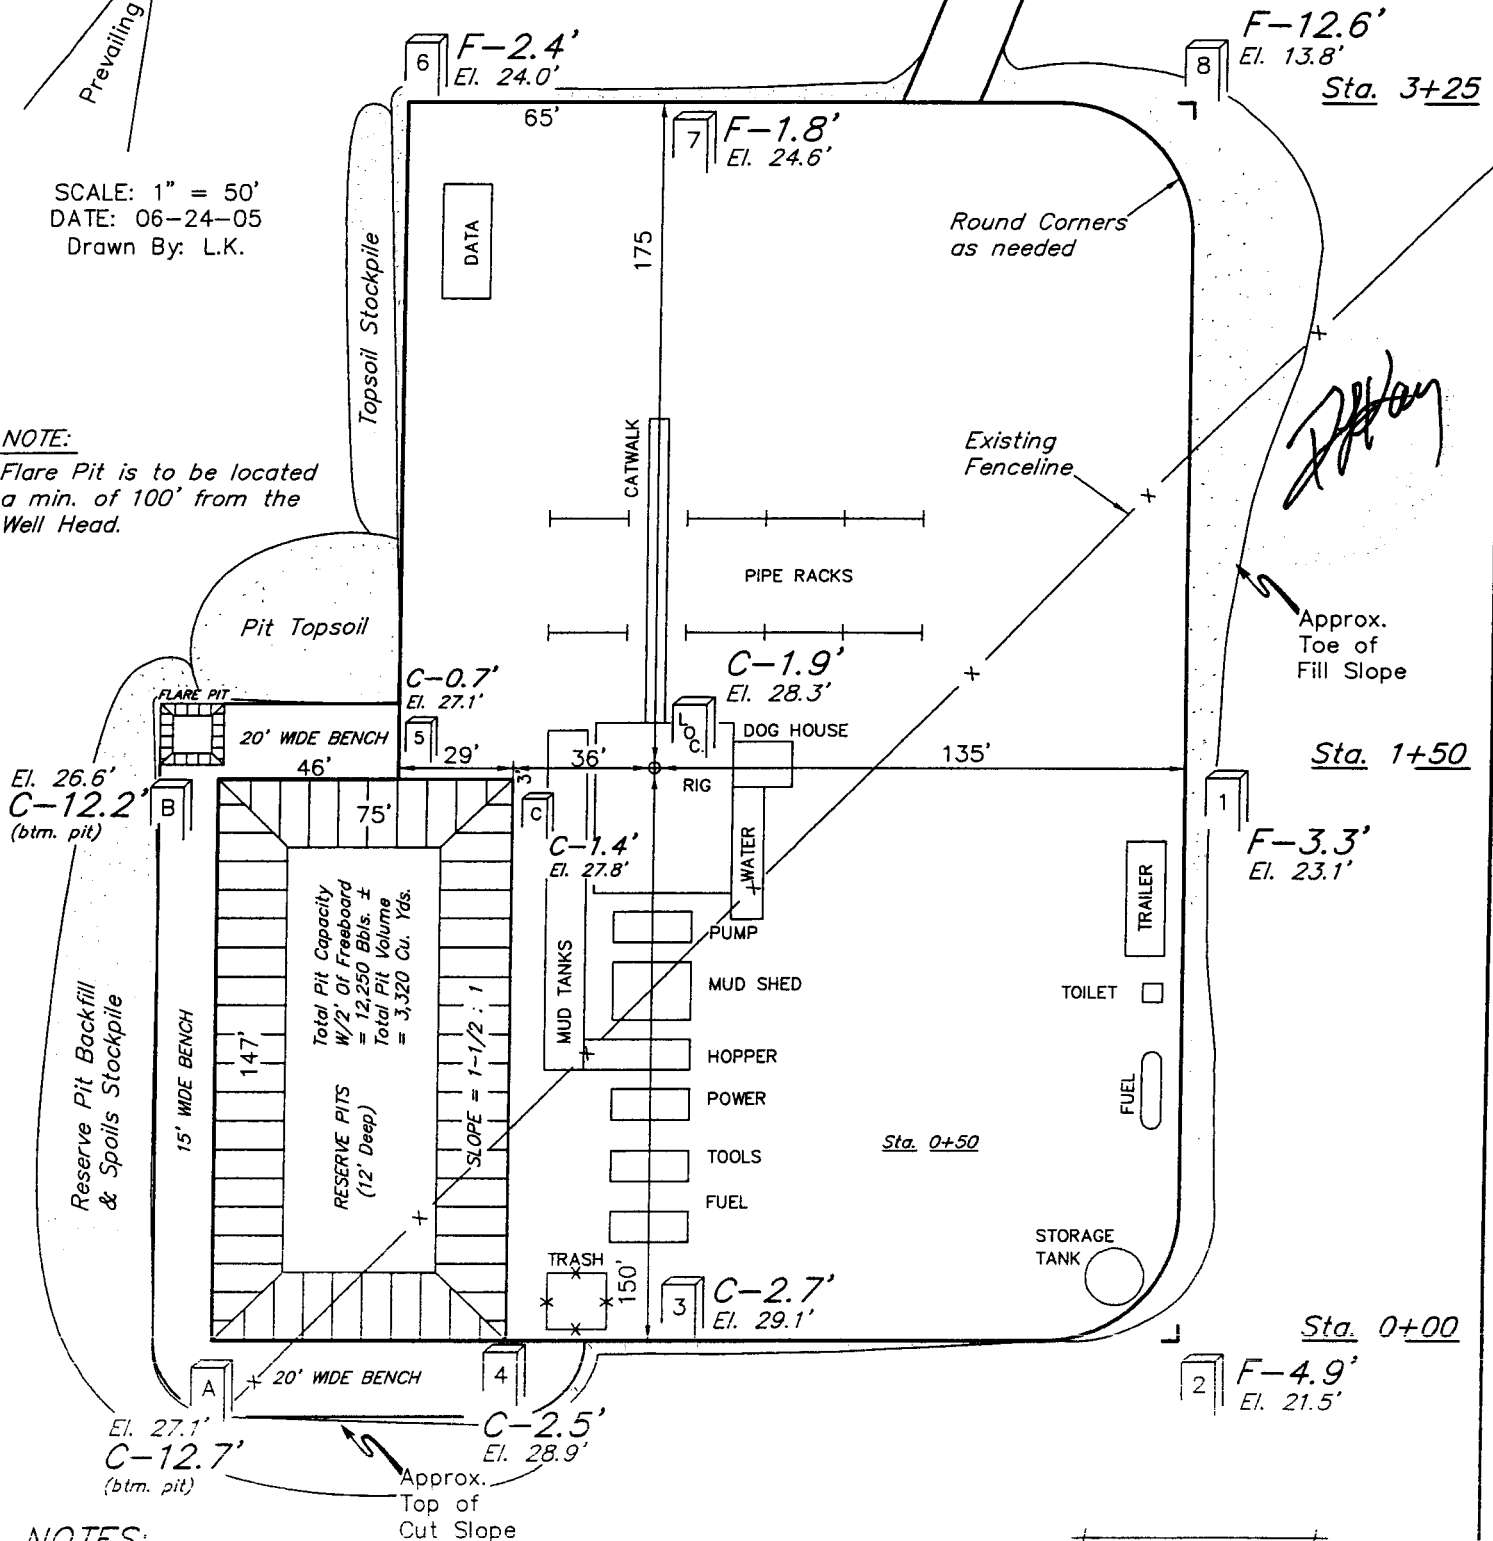 Prevailing
SCALE: 1" = 50'
DATE: 06-24-05
Drawn By: L.K.
6
F-2.4'
El. 24.0'
65'
7
F-1.8'
El. 24.6'
8
F-12.6'
El. 13.8'
Sta. 3+25
DATA
175
Topsoil Stockpile
Round Corners
as needed
NOTE:
Flare Pit is to be located
a min. of 100' from the
Well Head.
CATWALK
Existing
Fenceline
PIPE RACKS
Approx.
Toe of
Fill Slope
Pit Topsoil
FLARE PIT
20' WIDE BENCH
C-0.7'
El. 27.1'
5
C-1.9'
El. 28.3'
LOC.
DOG HOUSE
RIG
46'
29'
36'
3'
135'
Sta. 1+50
El. 26.6'
C-12.2'
(btm. pit)
B
75'
C
C-1.4'
El. 27.8'
1
F-3.3'
El. 23.1'
WATER
TRAILER
Total Pit Capacity
W/2' Of Freeboard
= 12,250 Bbls. ±
Total Pit Volume
= 3,320 Cu. Yds.
RESERVE PITS
(12' Deep)
SLOPE = 1-1/2 : 1
147'
15' WIDE BENCH
Reserve Pit Backfill
& Spoils Stockpile
MUD TANKS
PUMP
MUD SHED
HOPPER
POWER
TOOLS
FUEL
TOILET
FUEL
Sta. 0+50
STORAGE
TANK
TRASH
150'
3
C-2.7'
El. 29.1'
Sta. 0+00
2
F-4.9'
El. 21.5'
A
20' WIDE BENCH
4
C-2.5'
El. 28.9'
El. 27.1'
C-12.7'
(btm. pit)
Approx.
Top of
Cut Slope
NOTES: